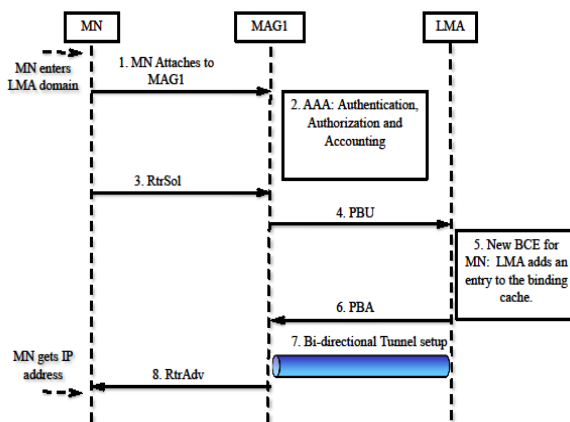 MN
MAG1
LMA
MN enters
LMA domain
1. MN Attaches to
MAG1
2. AAA: Authentication,
Authorization and
Accounting
3. RtrSol
4. PBU
5. New BCE for
MN: LMA adds an
entry to the binding
cache.
6. PBA
7. Bi-directional Tunnel setup
MN gets IP
address
8. RtrAdv